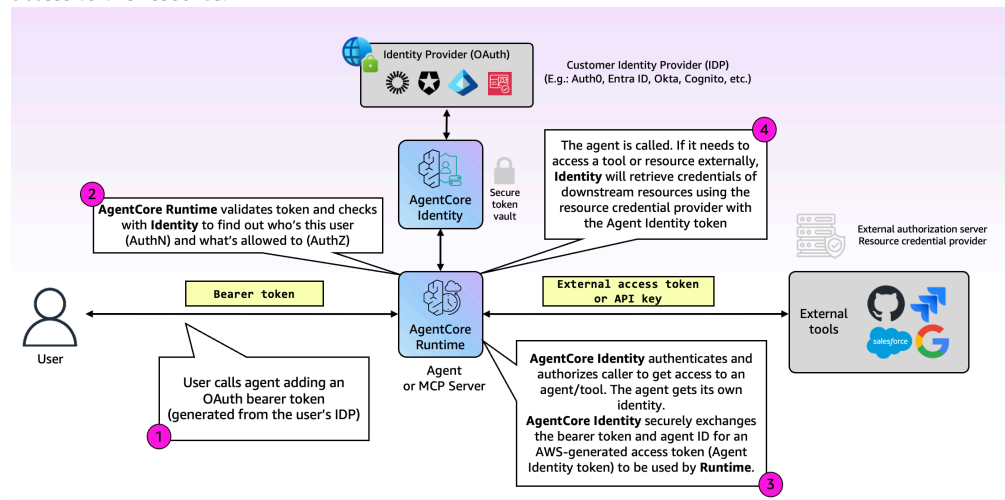 Identity Provider (OAuth)
Customer Identity Provider (IDP)
(E.g.: Auth0, Entra ID, Okta, Cognito, etc.)
4
The agent is called. If it needs to
access a tool or resource externally,
Identity will retrieve credentials of
downstream resources using the
resource credential provider with
the Agent Identity token
AgentCore
Identity
Secure
token
vault
2
AgentCore Runtime validates token and checks
with Identity to find out who's this user
(AuthN) and what's allowed to (AuthZ)
External authorization server
Resource credential provider
Bearer token
External access token
or API key
User
AgentCore
Runtime
Agent
or MCP Server
External
tools
salesforce
User calls agent adding an
OAuth bearer token
(generated from the user's IDP)
1
AgentCore Identity authenticates and
authorizes caller to get access to an
agent/tool. The agent gets its own
identity.
AgentCore Identity securely exchanges
the bearer token and agent ID for an
AWS-generated access token (Agent
Identity token) to be used by Runtime.
3